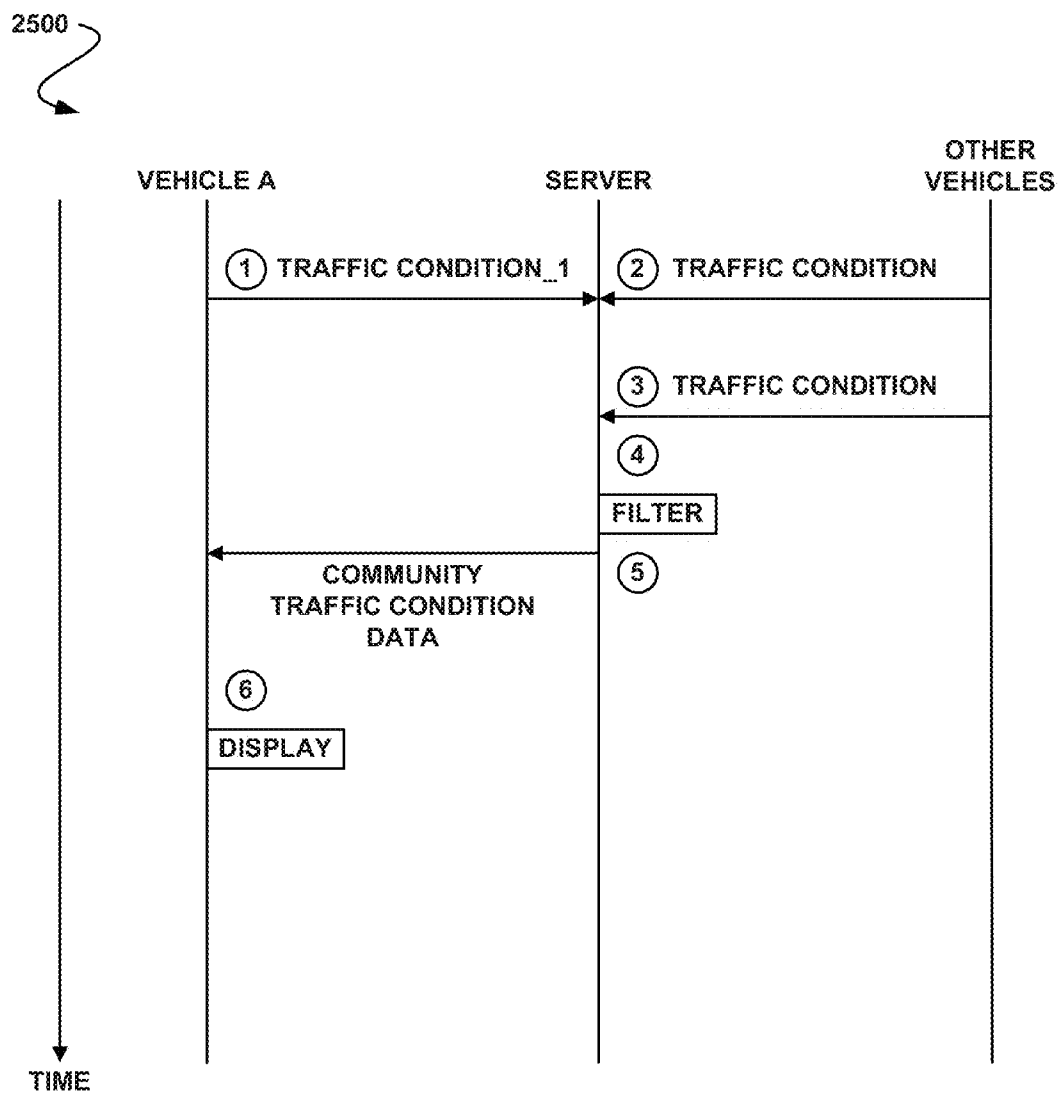 2500
VEHICLE A
SERVER
OTHER
VEHICLES
1 TRAFFIC CONDITION_1
2 TRAFFIC CONDITION
3 TRAFFIC CONDITION
4
FILTER
COMMUNITY
TRAFFIC CONDITION
DATA
5
6
DISPLAY
TIME